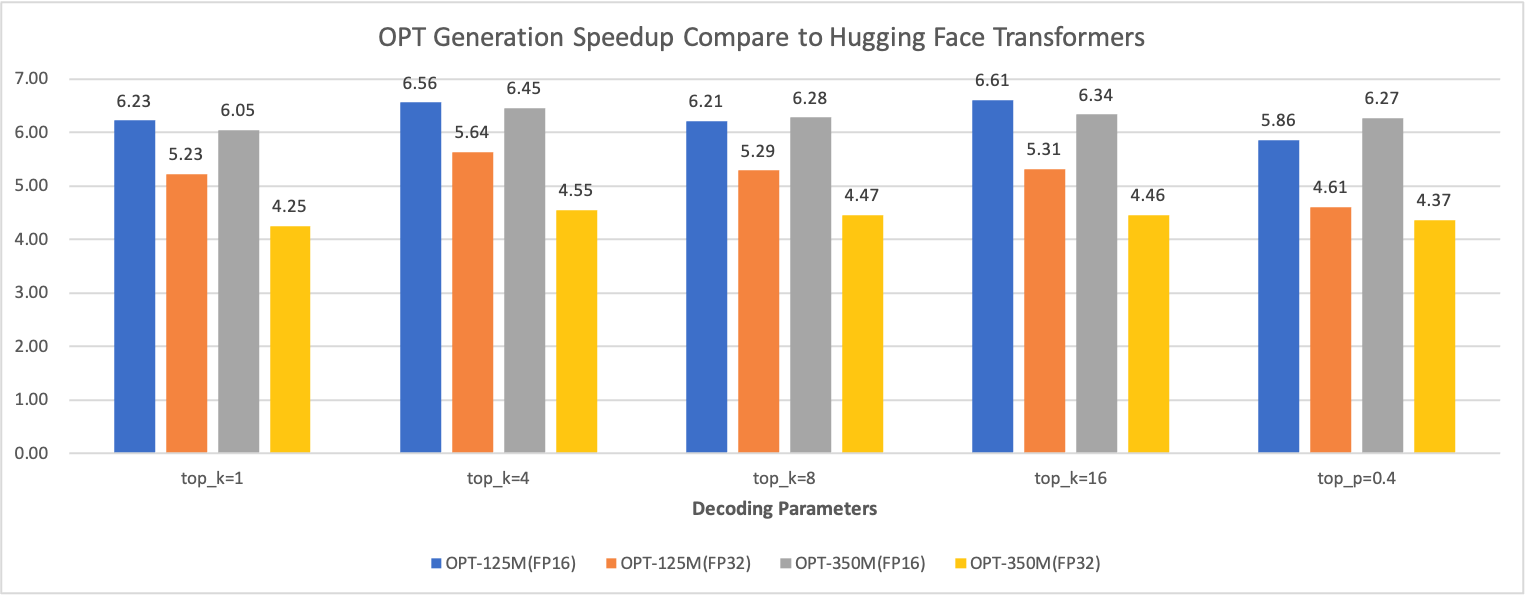 OPT Generation Speedup Compare to Hugging Face Transformers
7.00
6.00
5.00
4.00
3.00
2.00
1.00
0.00
6.23
5.23
6.05
4.25
6.56
5.64
6.45
4.55
6.21
5.29
6.28
4.47
6.61
5.31
6.34
4.46
5.86
4.61
6.27
4.37
top_k=1
top_k=4
top_k=8
top_k=16
top_p=0.4
Decoding Parameters
OPT-125M(FP16)
OPT-125M(FP32)
OPT-350M(FP16)
OPT-350M(FP32)